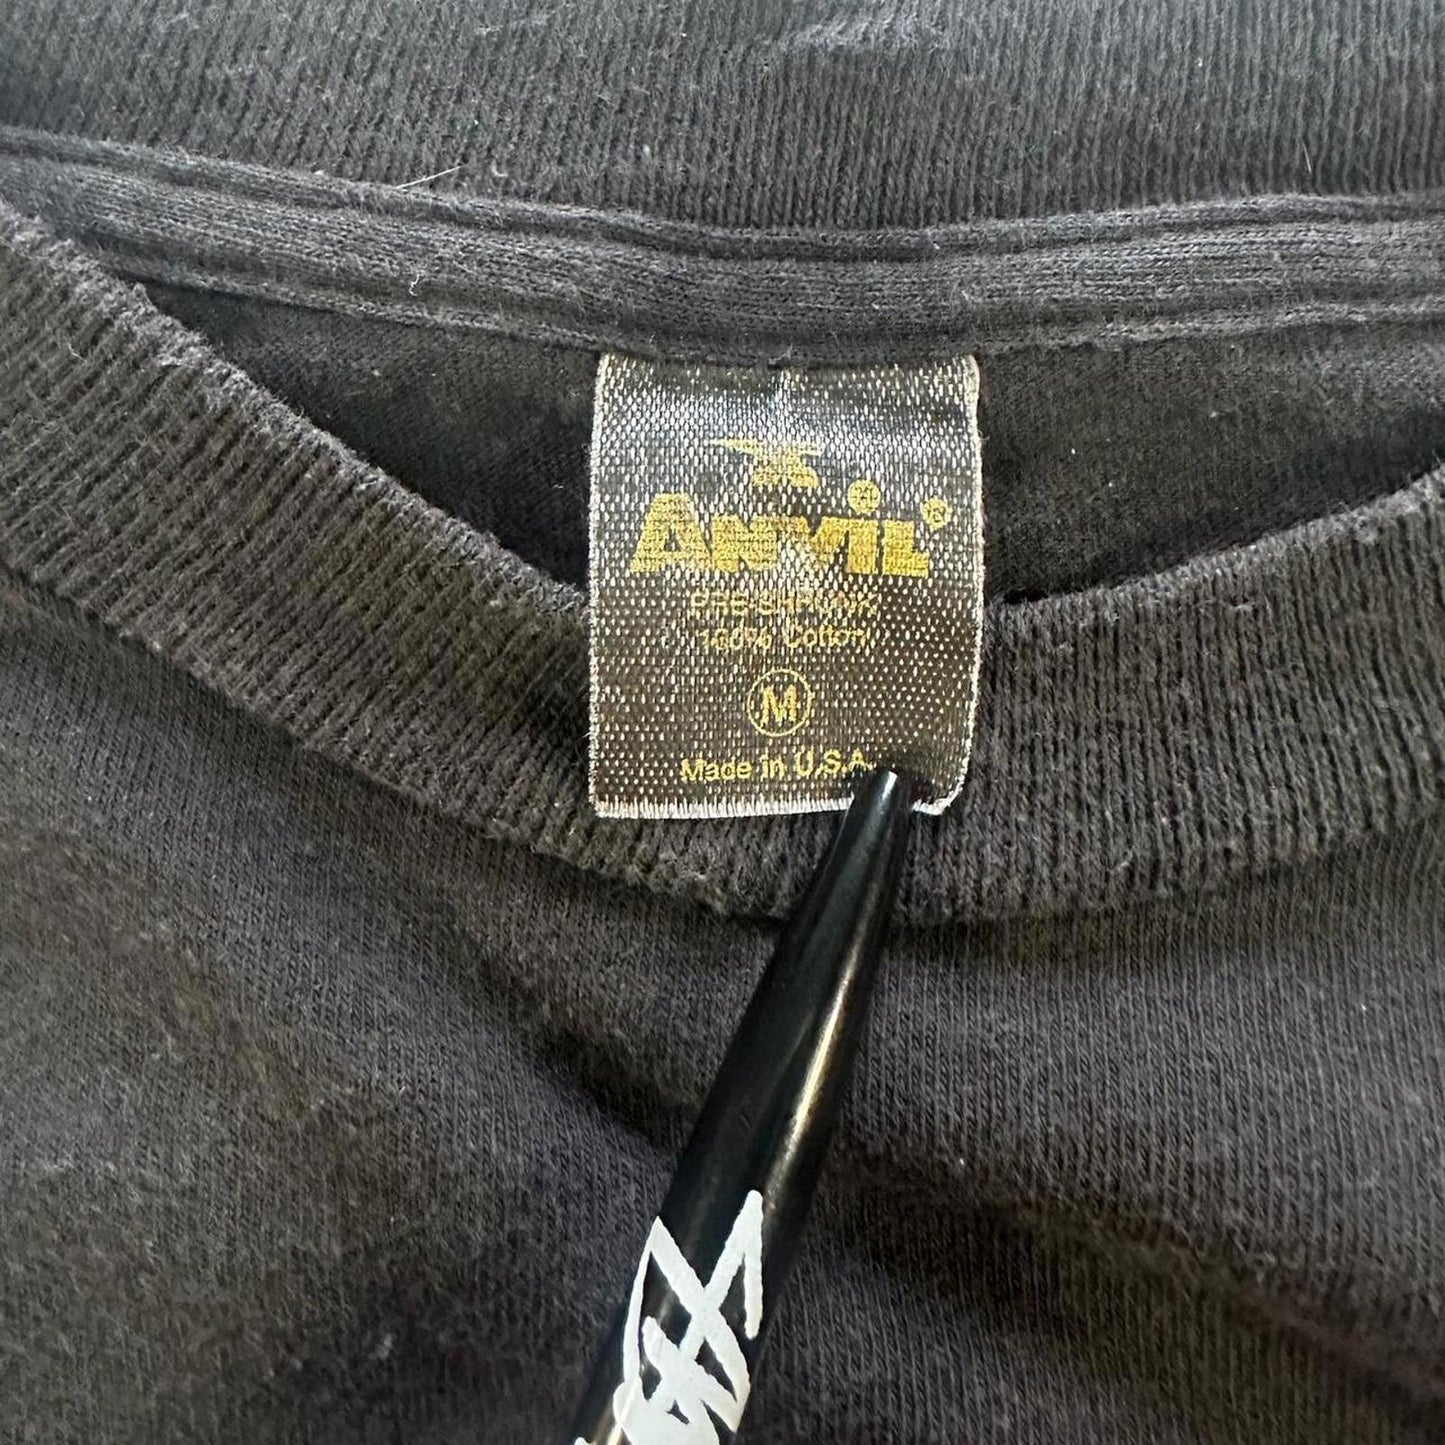 ANVIL®
PRE-SHRUNK
100% Cotton
M
Made in U.S.A.